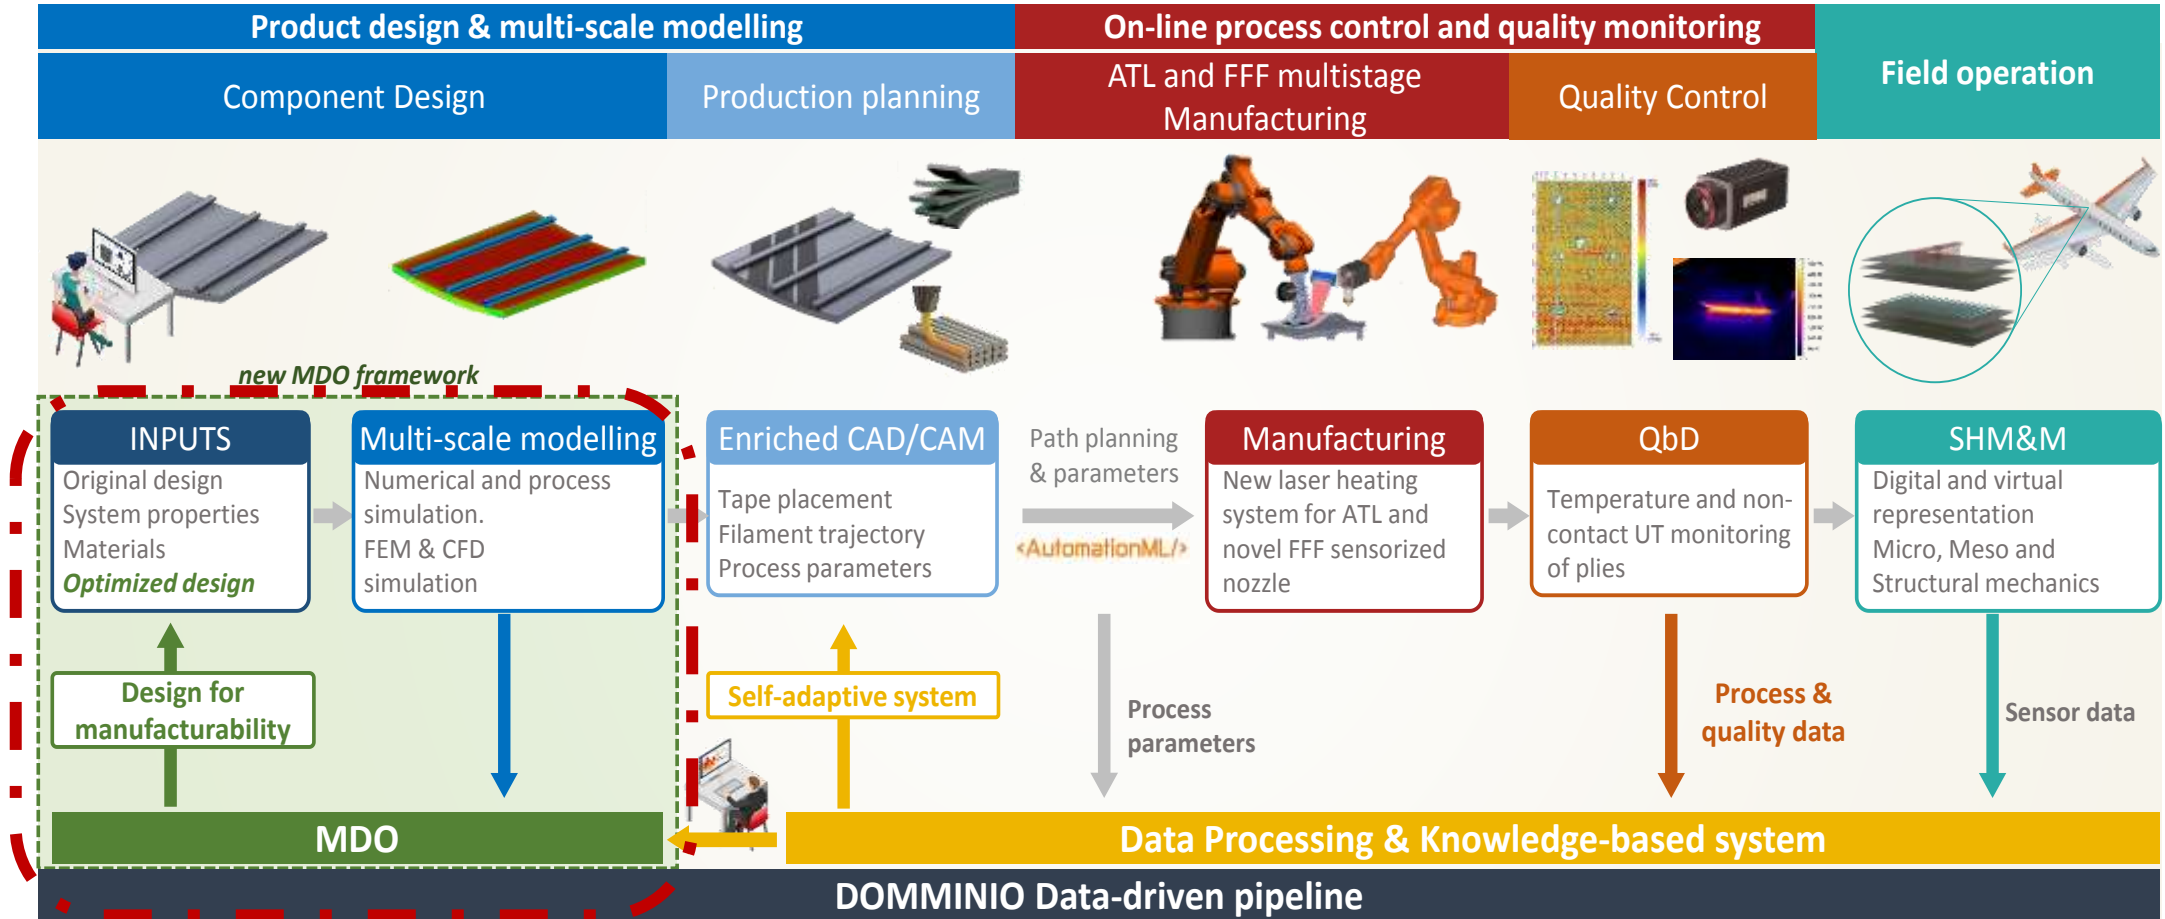 Product design & multi-scale modelling
On-line process control and quality monitoring
Field operation
Component Design
Production planning
ATL and FFF multistage
Manufacturing
Quality Control
new MDO framework
INPUTS
Original design
System properties
Materials
Optimized design
Multi-scale modelling
Numerical and process
simulation.
FEM & CFD
simulation
Enriched CAD/CAM
Tape placement
Filament trajectory
Process parameters
Path planning
& parameters
<AutomationML/>
Manufacturing
New laser heating
system for ATL and
novel FFF sensorized
nozzle
QbD
Temperature and non-
contact UT monitoring
of plies
SHM&M
Digital and virtual
representation
Micro, Meso and
Structural mechanics
Design for
manufacturability
Self-adaptive system
Process
parameters
Process &
quality data
Sensor data
MDO
Data Processing & Knowledge-based system
DOMMINIO Data-driven pipeline